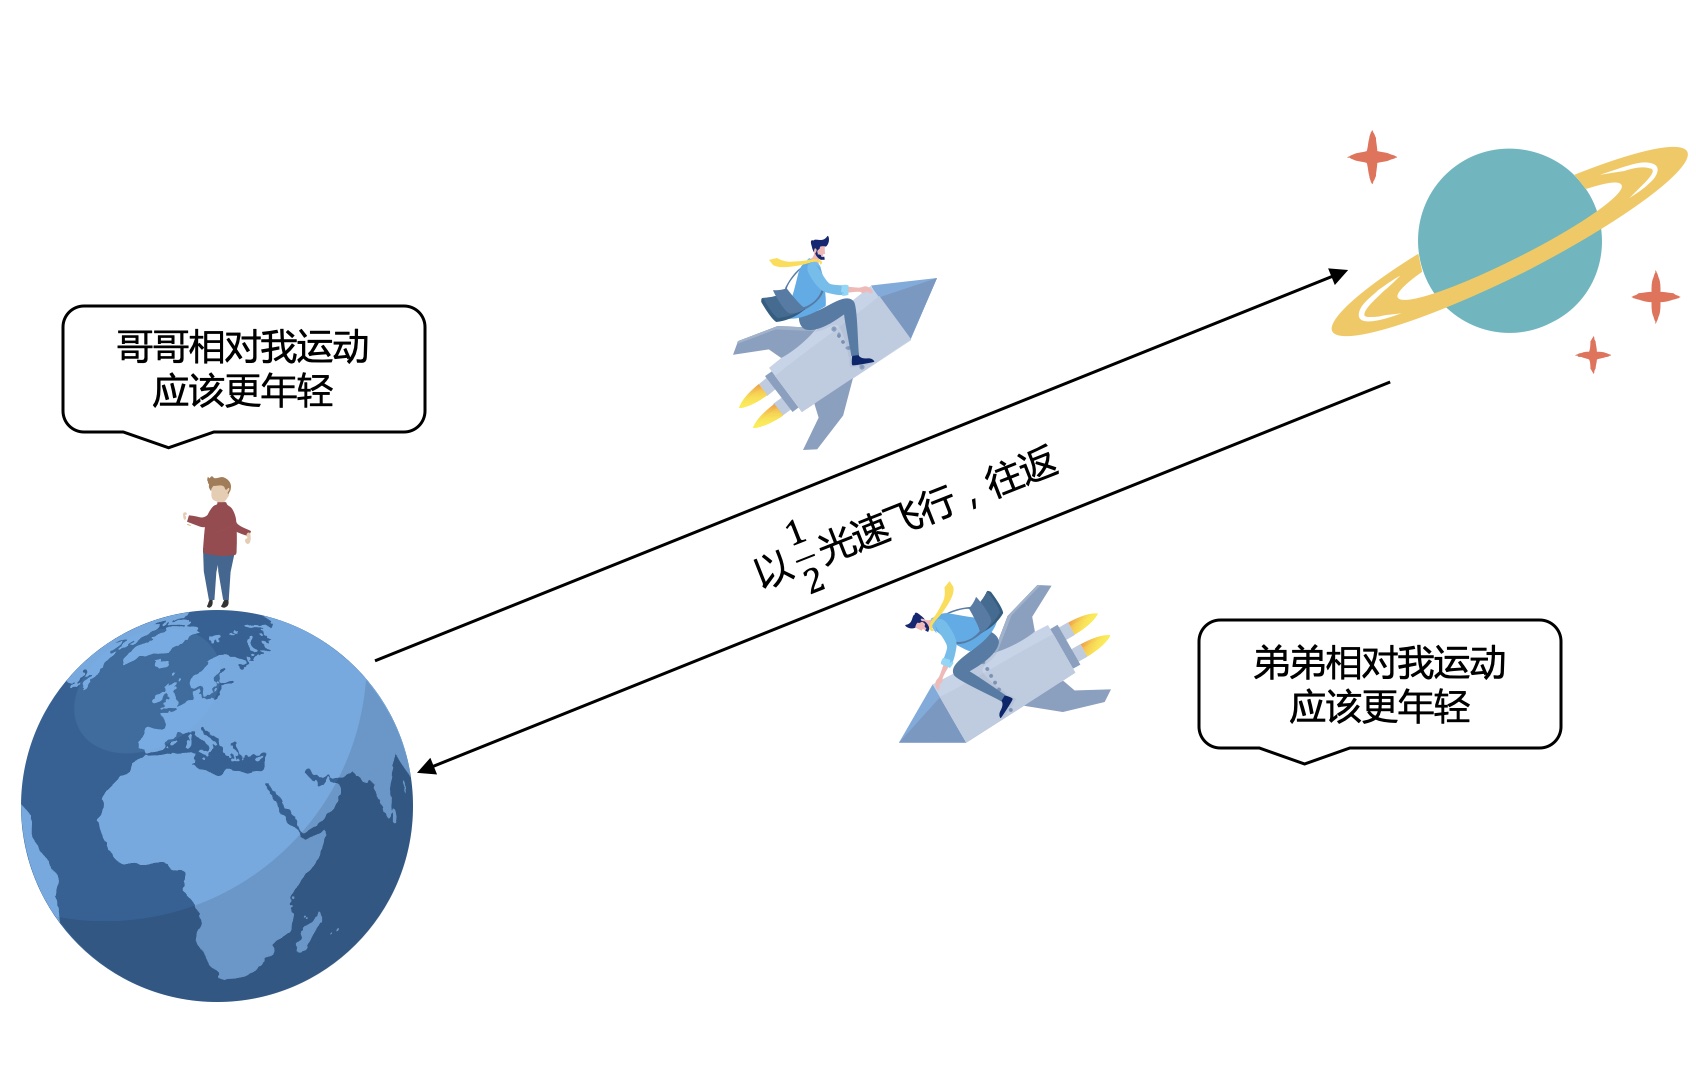 哥哥相对我运动
应该更年轻
以1/2光速飞行，往返
弟弟相对我运动
应该更年轻